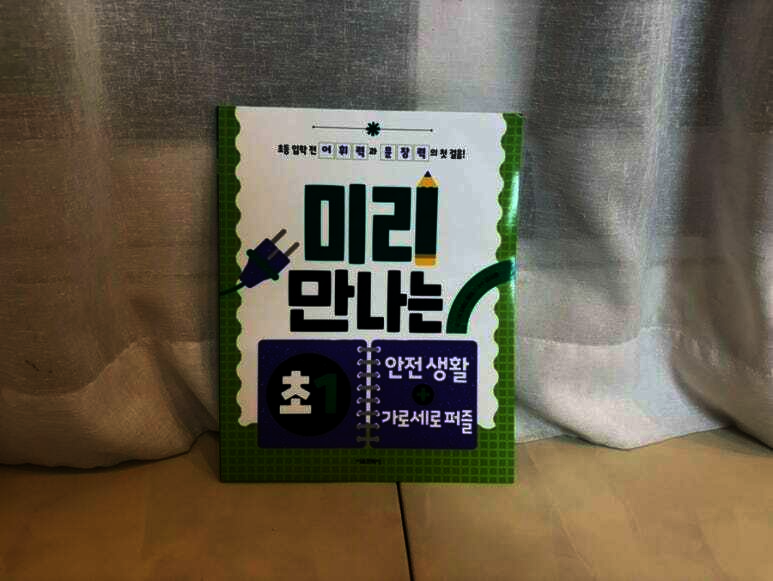 초등 입학 전 어휘력과 문장력의 첫 걸음!
미리
만나는
초1
안전 생활
+
가로세로 퍼즐